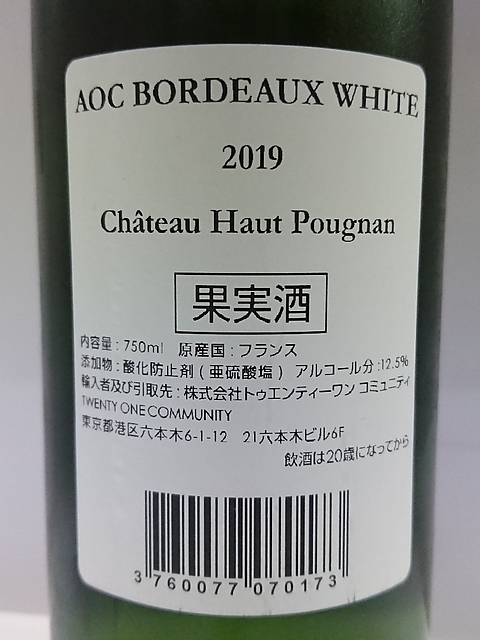 AOC BORDEAUX WHITE
2019
Château Haut Pougnan
果実酒
内容量:750ml 原産国:フランス
添加物:酸化防止剤(亜硫酸塩) アルコール分:12.5%
輸入者及び引取先:株式会社トゥエンティーワン コミュニティ
TWENTY ONE COMMUNITY
東京都港区六本木6-1-12 21六本木ビル6F
飲酒は20歳になってから
3 760077 070173